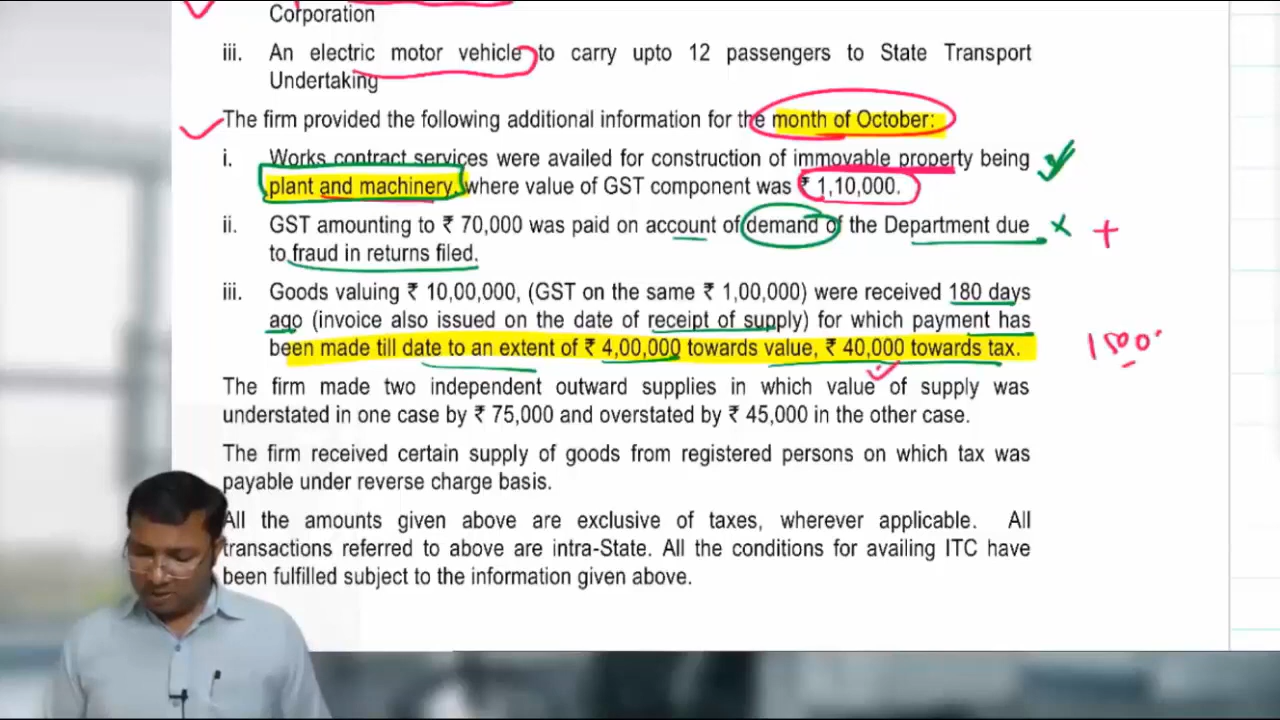 Corporation
iii. An electric motor vehicle to carry upto 12 passengers to State Transport
Undertaking
The firm provided the following additional information for the month of October:
i. Works contract services were availed for construction of immovable property being
plant and machinery, where value of GST component was ₹ 1,10,000.
ii. GST amounting to ₹ 70,000 was paid on account of demand of the Department due
to fraud in returns filed.
iii. Goods valuing ₹ 10,00,000, (GST on the same ₹ 1,00,000) were received 180 days
ago (invoice also issued on the date of receipt of supply) for which payment has
been made till date to an extent of ₹ 4,00,000 towards value, ₹ 40,000 towards tax.
The firm made two independent outward supplies in which value of supply was
understated in one case by ₹ 75,000 and overstated by ₹ 45,000 in the other case.
The firm received certain supply of goods from registered persons on which tax was
payable under reverse charge basis.
All the amounts given above are exclusive of taxes, wherever applicable. All
transactions referred to above are intra-State. All the conditions for availing ITC have
been fulfilled subject to the information given above.